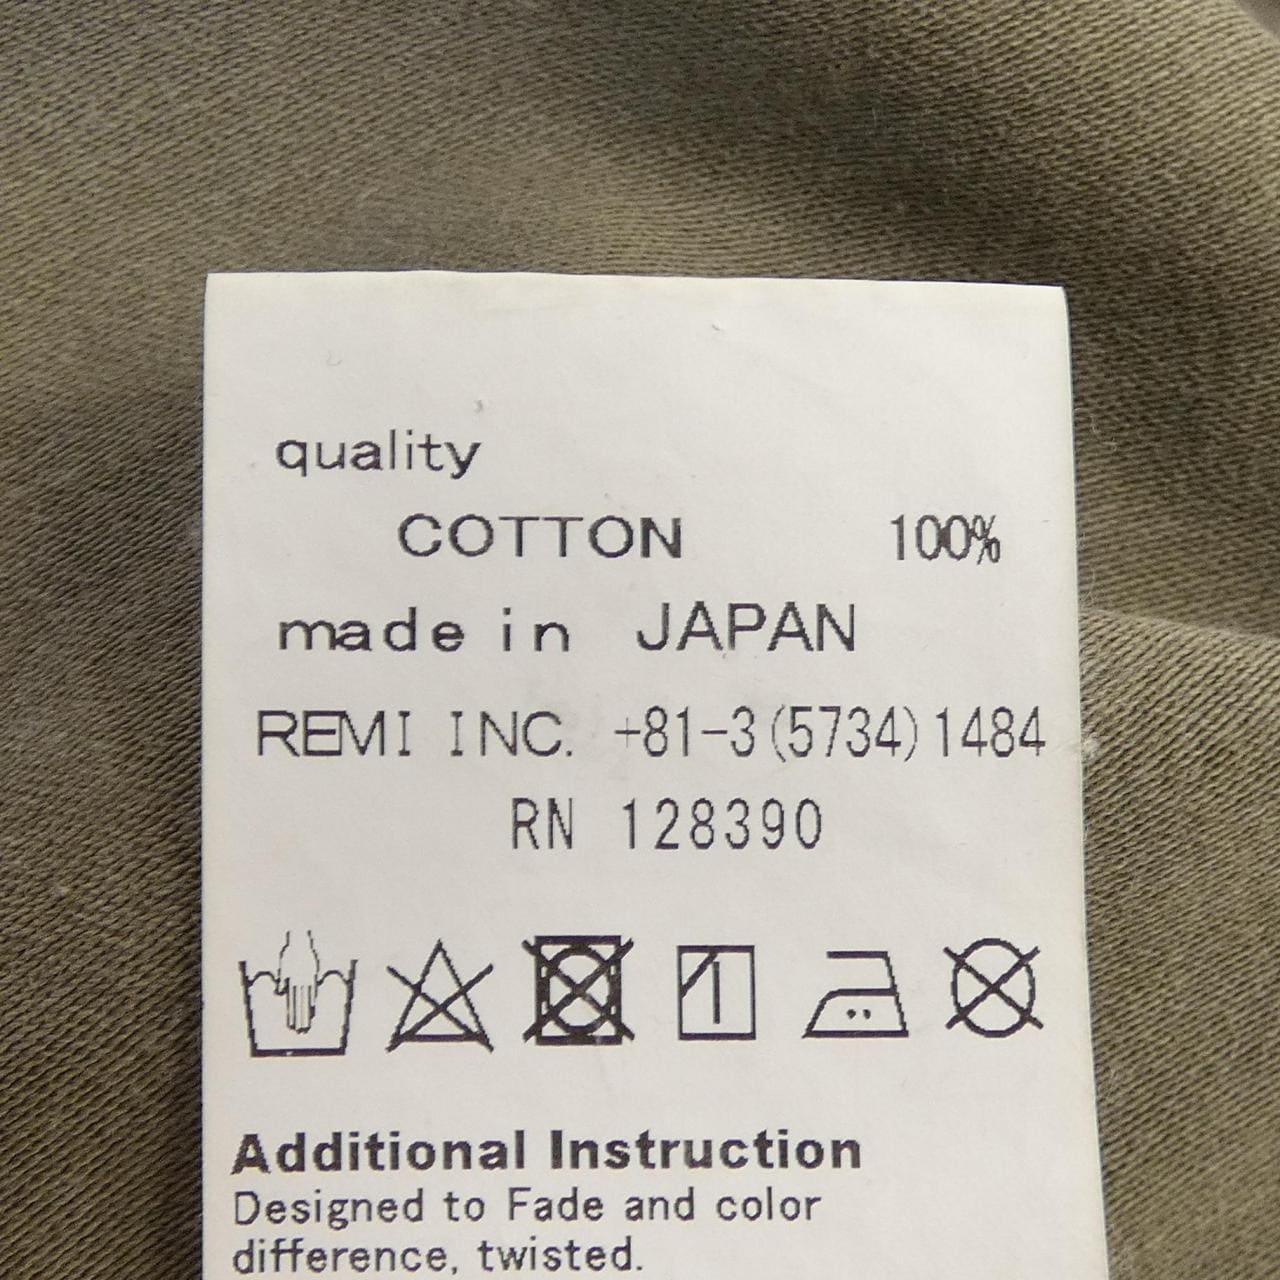 quality
COTTON 100%
made in JAPAN
REMI INC. +81-3(5734)1484
RN 128390
Additional Instruction
Designed to Fade and color
difference, twisted.